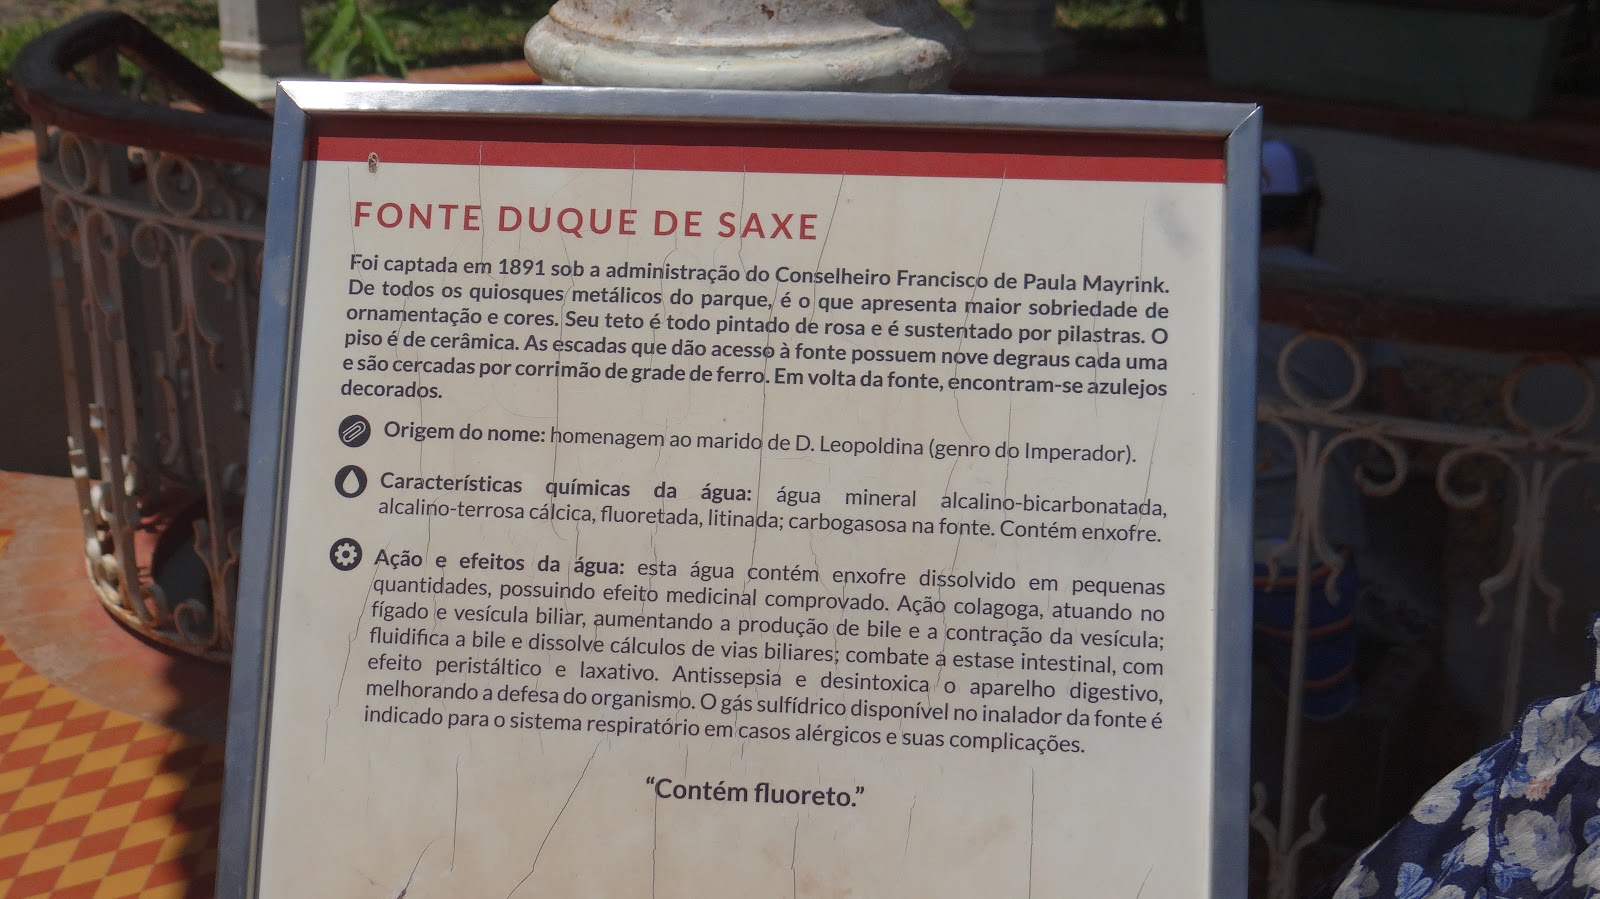 FONTE DUQUE DE SAXE
Foi captada em 1891 sob a administração do Conselheiro Francisco de Paula Mayrink.
De todos os quiosques metálicos do parque, é o que apresenta maior sobriedade de
ornamentação e cores. Seu teto é todo pintado de rosa e é sustentado por pilastras. O
piso é de cerâmica. As escadas que dão acesso à fonte possuem nove degraus cada uma
e são cercadas por corrimão de grade de ferro. Em volta da fonte, encontram-se azulejos
decorados.
Origem do nome: homenagem ao marido de D. Leopoldina (genro do Imperador).
Características químicas da água: água mineral alcalino-bicarbonatada,
alcalino-terrosa cálcica, fluoretada, litinada; carbogasosa na fonte. Contém enxofre.
Ação e efeitos da água: esta água contém enxofre dissolvido em pequenas
quantidades, possuindo efeito medicinal comprovado. Ação colagoga, atuando no
fígado e vesícula biliar, aumentando a produção de bile e a contração da vesícula;
fluidifica a bile e dissolve cálculos de vias biliares; combate a estase intestinal, com
efeito peristáltico e laxativo. Antissepsia e desintoxica o aparelho digestivo,
melhorando a defesa do organismo. O gás sulfídrico disponível no inalador da fonte é
indicado para o sistema respiratório em casos alérgicos e suas complicações.
“Contém fluoreto.”